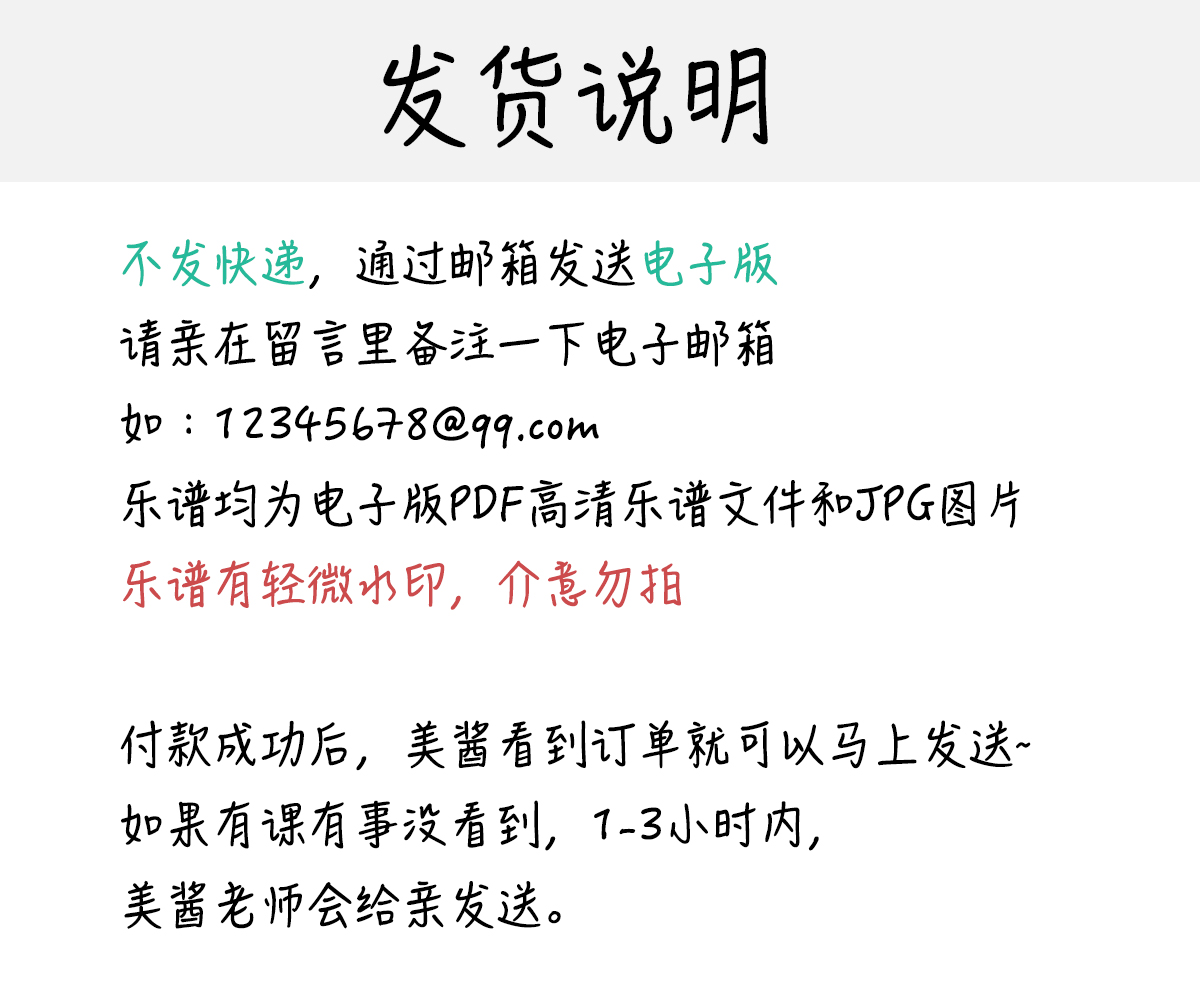 发货说明
不发快递，通过邮箱发送电子版
请亲在留言里备注一下电子邮箱
如：12345678@qq.com
乐谱均为电子版PDF高清乐谱文件和JPG图片
乐谱有轻微水印，介意勿拍
付款成功后，美酱看到订单就可以马上发送~
如果有课有事没看到，1-3小时内，
美酱老师会给亲发送。